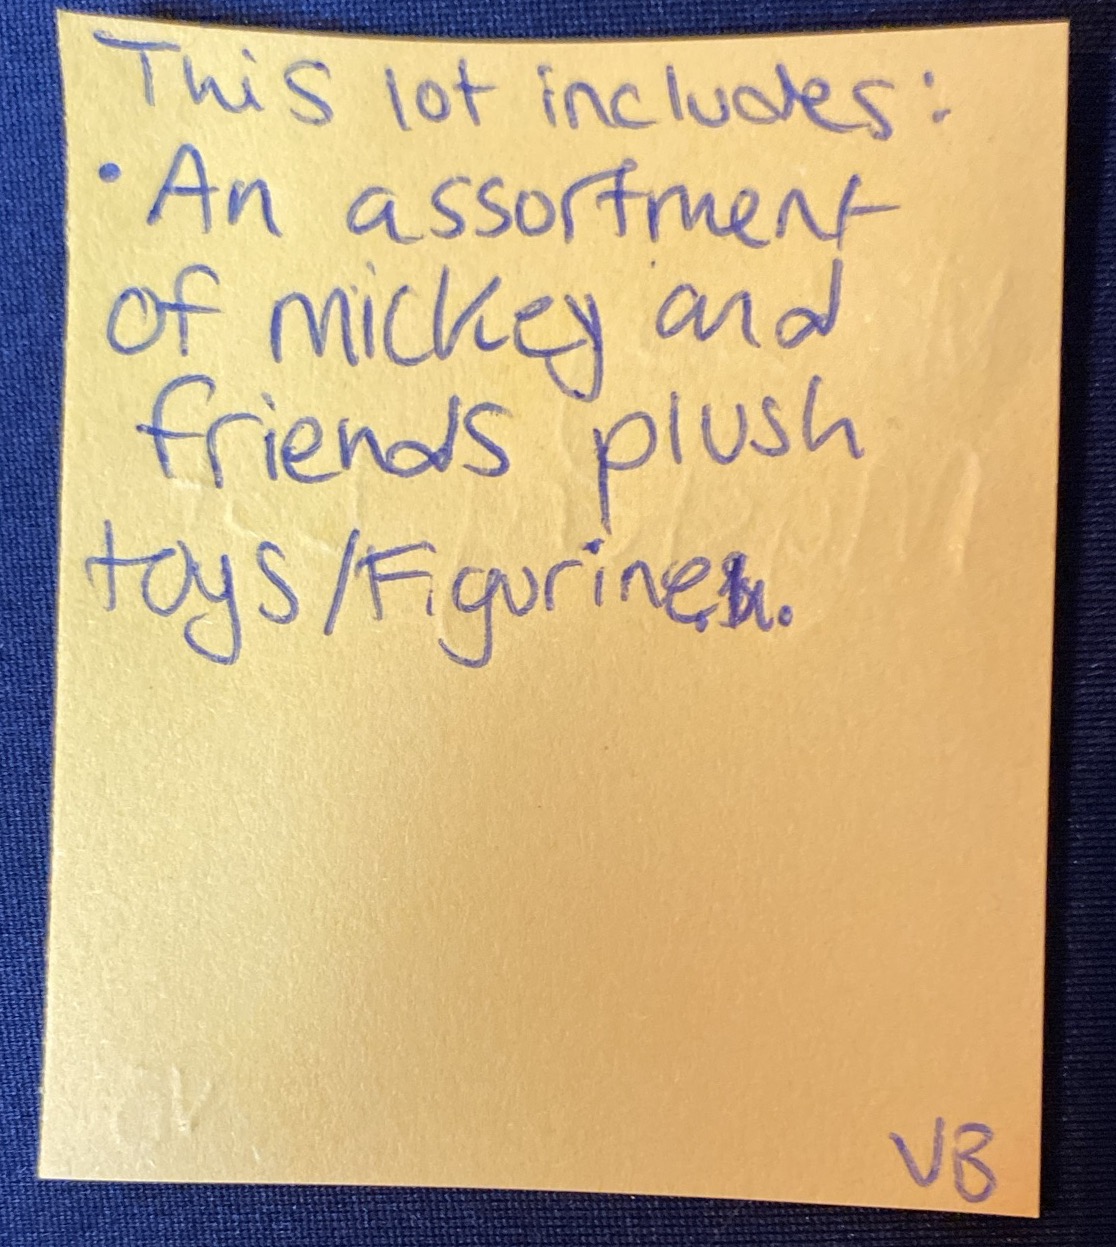 This lot includes:
• An assortment
of mickey and
friends plush
toys/Figurines.
VB